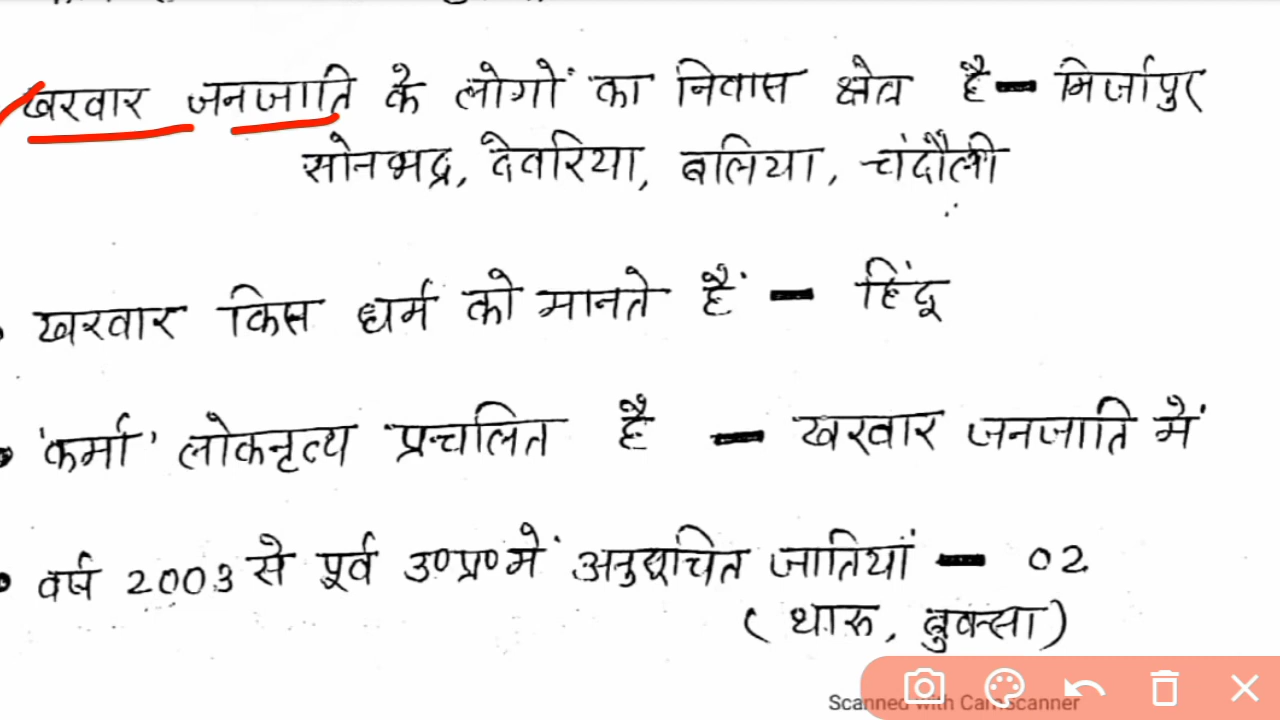 खरवार जनजाति के लोगों का निवास क्षेत्र है - मिर्जापुर
सोनभद्र, देवरिया, बलिया, चंदौली
खरवार किस धर्म को मानते हैं - हिंदू
• 'कर्मा' लोकनृत्य प्रचलित है - खरवार जनजाति में
• वर्ष 2003 से पूर्व उ०प्र० में अनुसूचित जातियां - 02
(थारू, बुक्सा)
Scanned with CamScanner